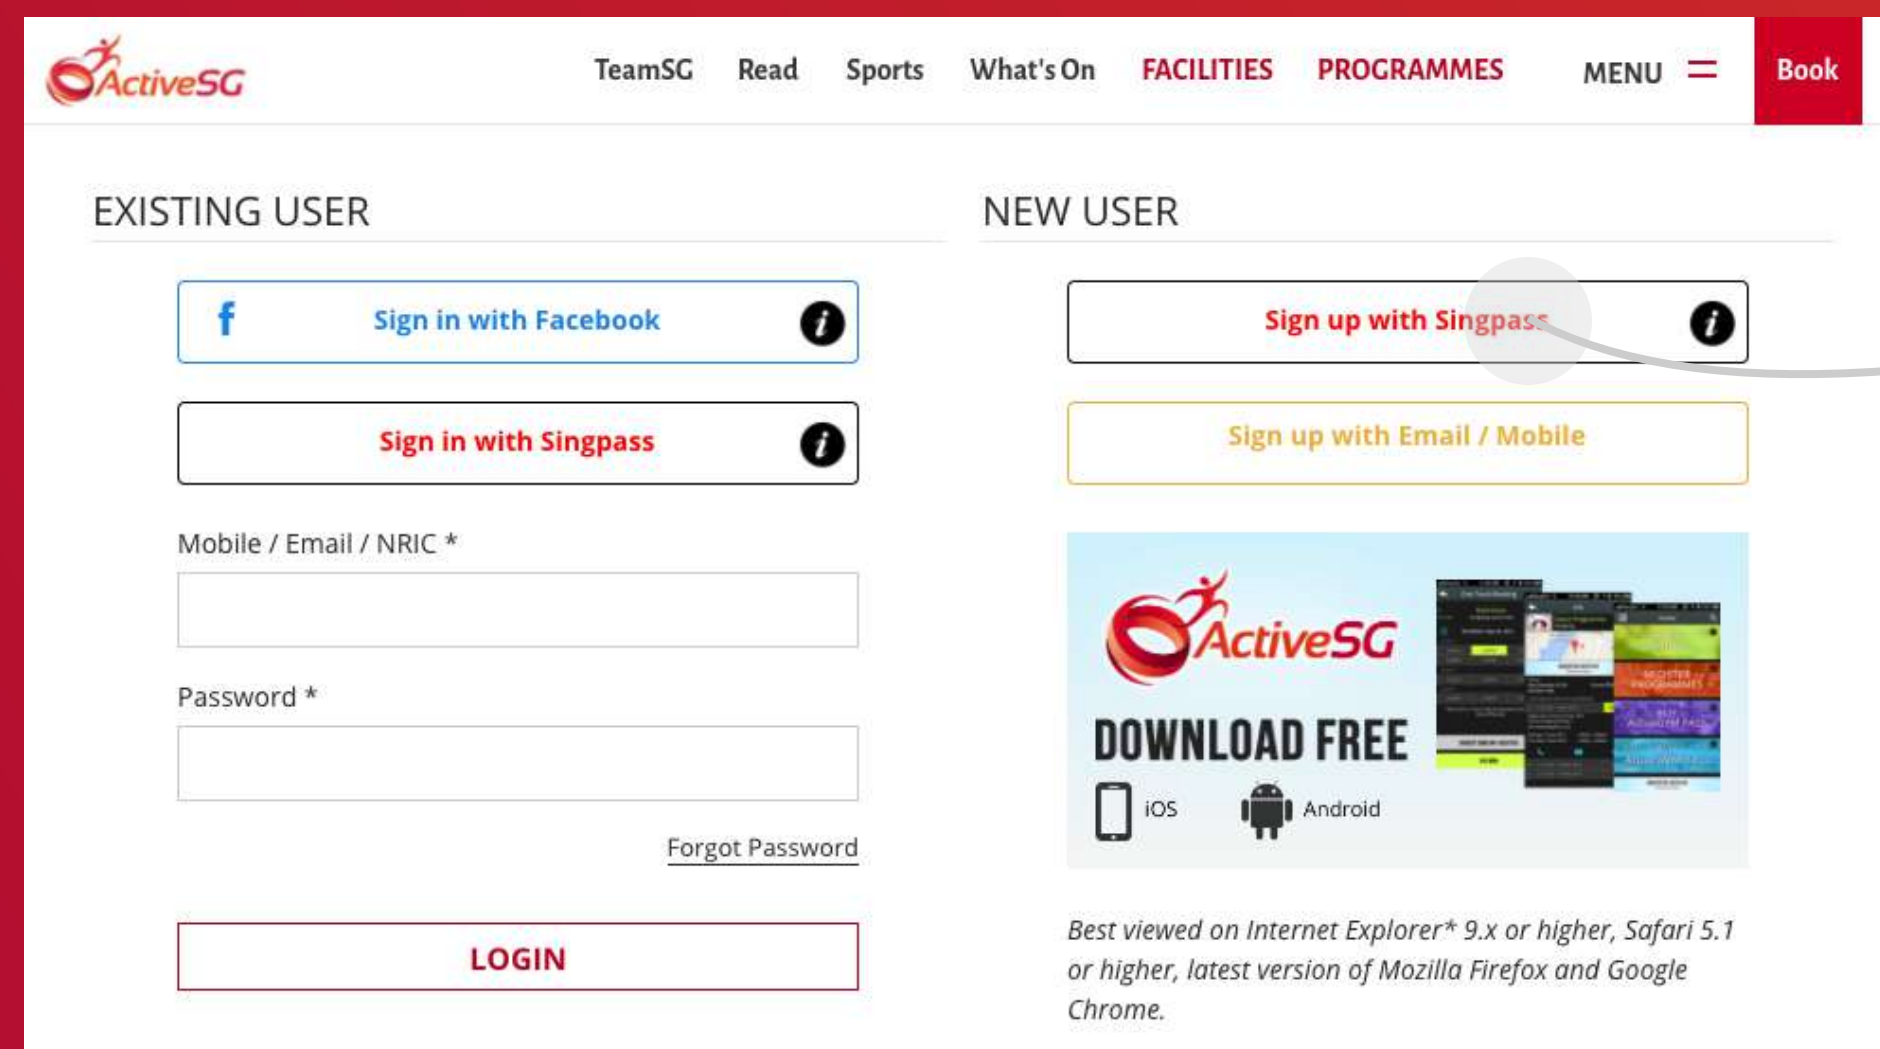 ActiveSG
TeamSG Read Sports What's On FACILITIES PROGRAMMES MENU Book
EXISTING USER
f Sign in with Facebook i
Sign in with Singpass i
Mobile / Email / NRIC *
Password *
Forgot Password
LOGIN
NEW USER
Sign up with Singpass i
Sign up with Email / Mobile
ActiveSG
DOWNLOAD FREE
iOS Android
Best viewed on Internet Explorer* 9.x or higher, Safari 5.1
or higher, latest version of Mozilla Firefox and Google
Chrome.